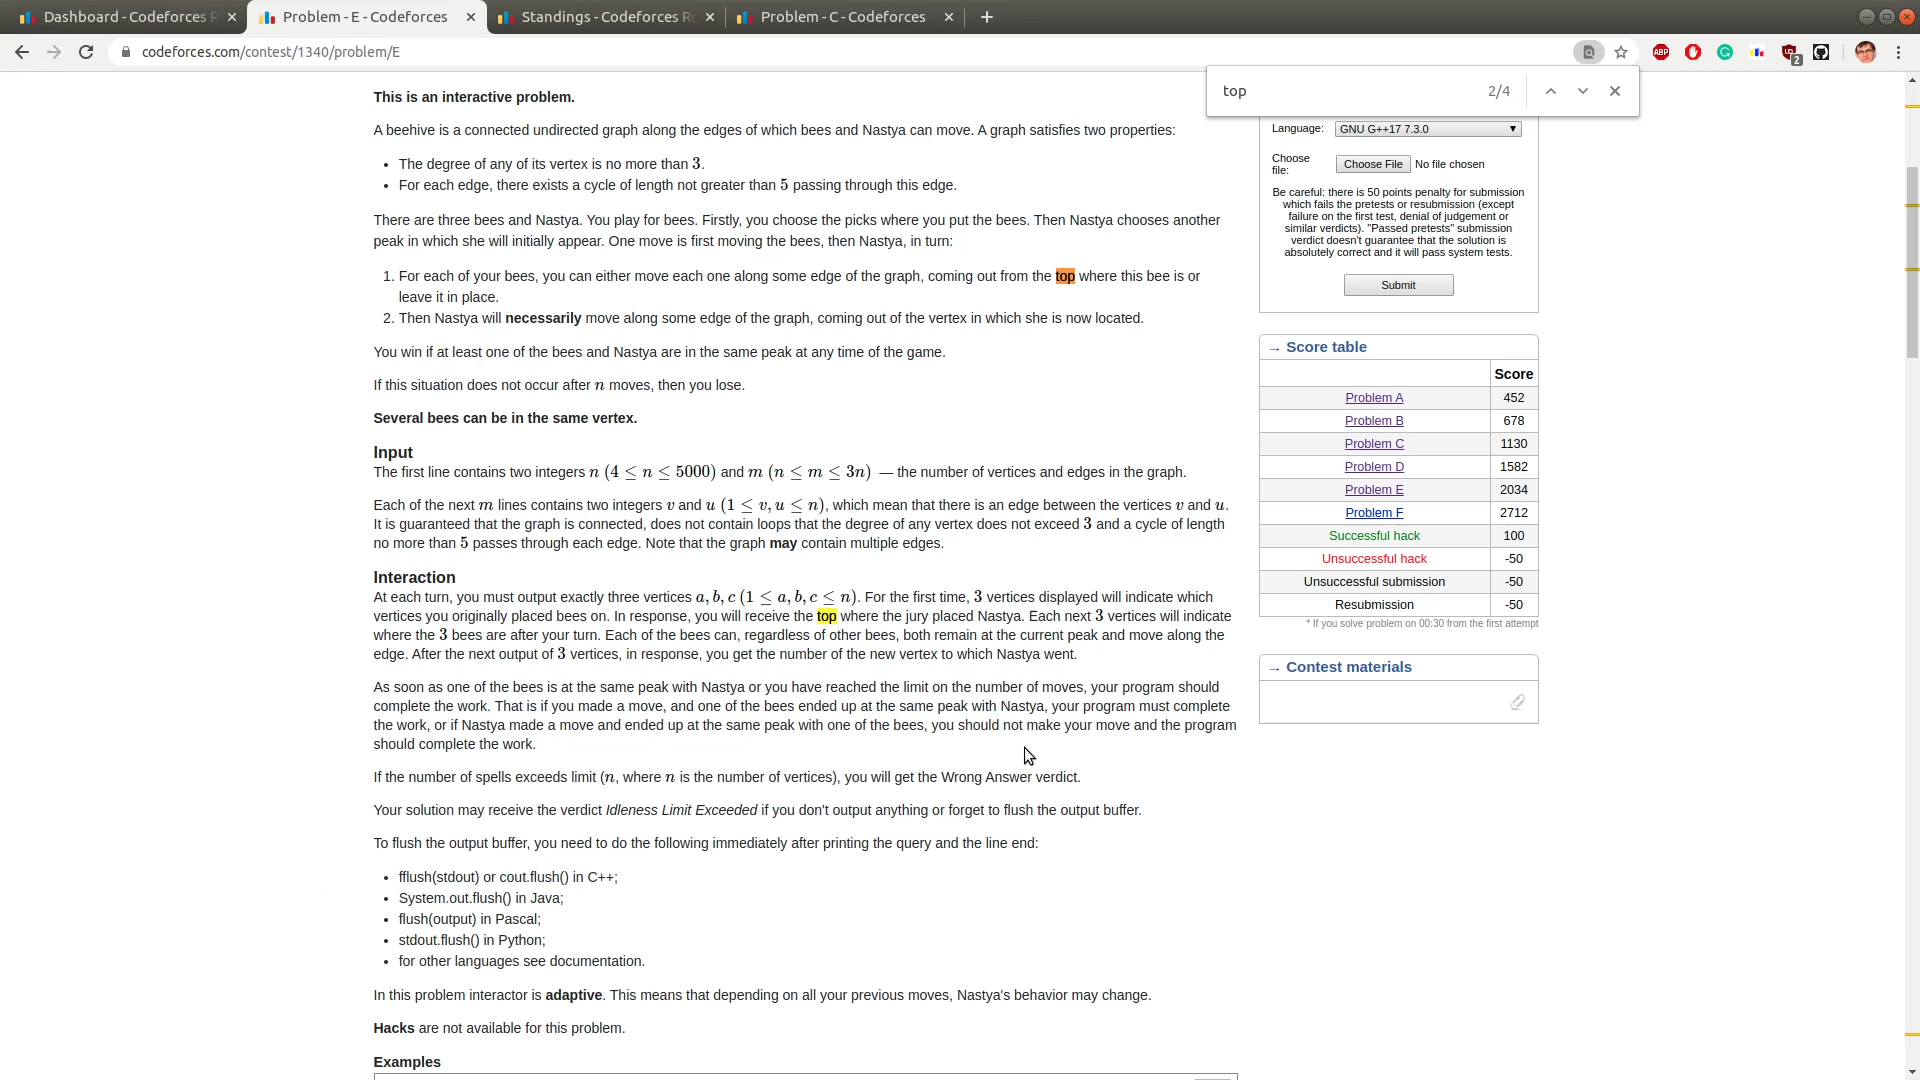 Dashboard - Codeforces R
Problem - E - Codeforces
Standings - Codeforces Ro
Problem - C - Codeforces
codeforces.com/contest/1340/problem/E
ABP
2
top
2/4
This is an interactive problem.
A beehive is a connected undirected graph along the edges of which bees and Nastya can move. A graph satisfies two properties:
• The degree of any of its vertex is no more than 3.
• For each edge, there exists a cycle of length not greater than 5 passing through this edge.
There are three bees and Nastya. You play for bees. Firstly, you choose the picks where you put the bees. Then Nastya chooses another
peak in which she will initially appear. One move is first moving the bees, then Nastya, in turn:
1. For each of your bees, you can either move each one along some edge of the graph, coming out from the top where this bee is or
leave it in place.
2. Then Nastya will necessarily move along some edge of the graph, coming out of the vertex in which she is now located.
You win if at least one of the bees and Nastya are in the same peak at any time of the game.
If this situation does not occur after n moves, then you lose.
Several bees can be in the same vertex.
Input
The first line contains two integers n (4 ≤ n ≤ 5000) and m (n ≤ m ≤ 3n) — the number of vertices and edges in the graph.
Each of the next m lines contains two integers v and u (1 ≤ v, u ≤ n), which mean that there is an edge between the vertices v and u.
It is guaranteed that the graph is connected, does not contain loops that the degree of any vertex does not exceed 3 and a cycle of length
no more than 5 passes through each edge. Note that the graph may contain multiple edges.
Interaction
At each turn, you must output exactly three vertices a, b, c (1 ≤ a, b, c ≤ n). For the first time, 3 vertices displayed will indicate which
vertices you originally placed bees on. In response, you will receive the top where the jury placed Nastya. Each next 3 vertices will indicate
where the 3 bees are after your turn. Each of the bees can, regardless of other bees, both remain at the current peak and move along the
edge. After the next output of 3 vertices, in response, you get the number of the new vertex to which Nastya went.
As soon as one of the bees is at the same peak with Nastya or you have reached the limit on the number of moves, your program should
complete the work. That is if you made a move, and one of the bees ended up at the same peak with Nastya, your program must complete
the work, or if Nastya made a move and ended up at the same peak with one of the bees, you should not make your move and the program
should complete the work.
If the number of spells exceeds limit (n, where n is the number of vertices), you will get the Wrong Answer verdict.
Your solution may receive the verdict Idleness Limit Exceeded if you don't output anything or forget to flush the output buffer.
To flush the output buffer, you need to do the following immediately after printing the query and the line end:
• fflush(stdout) or cout.flush() in C++;
• System.out.flush() in Java;
• flush(output) in Pascal;
• stdout.flush() in Python;
• for other languages see documentation.
In this problem interactor is adaptive. This means that depending on all your previous moves, Nastya's behavior may change.
Hacks are not available for this problem.
Examples
Language: GNU G++17 7.3.0
Choose
file:
Choose File No file chosen
Be careful: there is 50 points penalty for submission
which fails the pretests or resubmission (except
failure on the first test, denial of judgement or
similar verdicts). "Passed pretests" submission
verdict doesn't guarantee that the solution is
absolutely correct and it will pass system tests.
Submit
→ Score table
Score
Problem A 452
Problem B 678
Problem C 1130
Problem D 1582
Problem E 2034
Problem F 2712
Successful hack 100
Unsuccessful hack -50
Unsuccessful submission -50
Resubmission -50
* If you solve problem on 00:30 from the first attempt
→ Contest materials